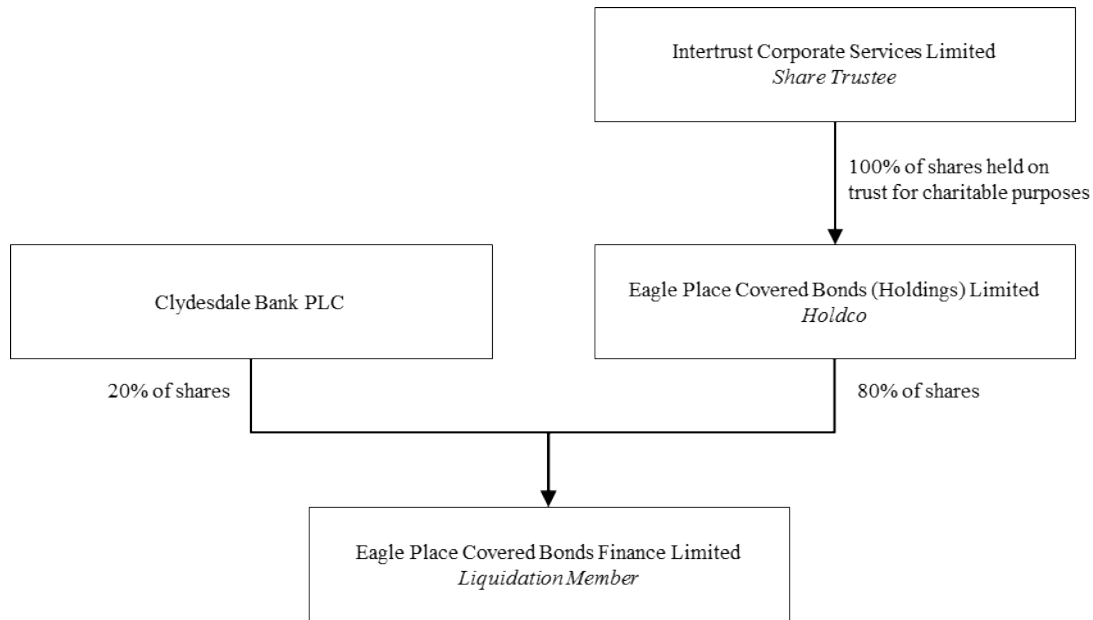 Intertrust Corporate Services Limited
Share Trustee
100% of shares held on
trust for charitable purposes
Clydesdale Bank PLC
Eagle Place Covered Bonds (Holdings) Limited
Holdco
20% of shares
80% of shares
Eagle Place Covered Bonds Finance Limited
Liquidation Member